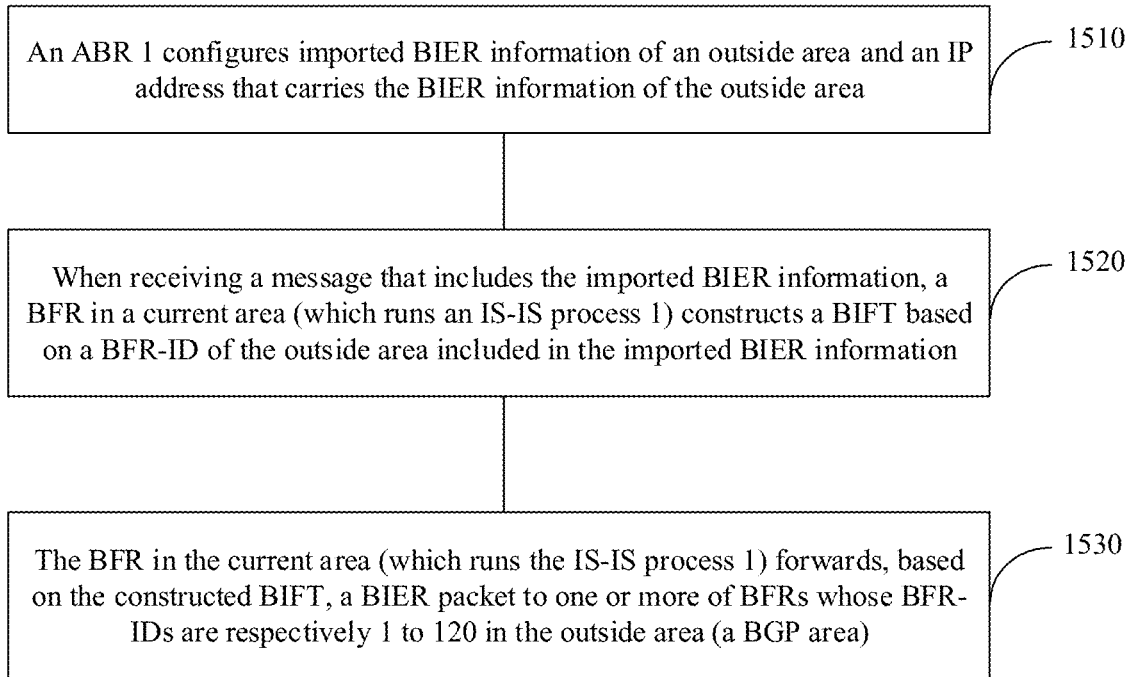 An ABR 1 configures imported BIER information of an outside area and an IP
address that carries the BIER information of the outside area
1510
When receiving a message that includes the imported BIER information, a
BFR in a current area (which runs an IS-IS process 1) constructs a BIFT based
on a BFR-ID of the outside area included in the imported BIER information
1520
The BFR in the current area (which runs the IS-IS process 1) forwards, based
on the constructed BIFT, a BIER packet to one or more of BFRs whose BFR-
IDs are respectively 1 to 120 in the outside area (a BGP area)
1530